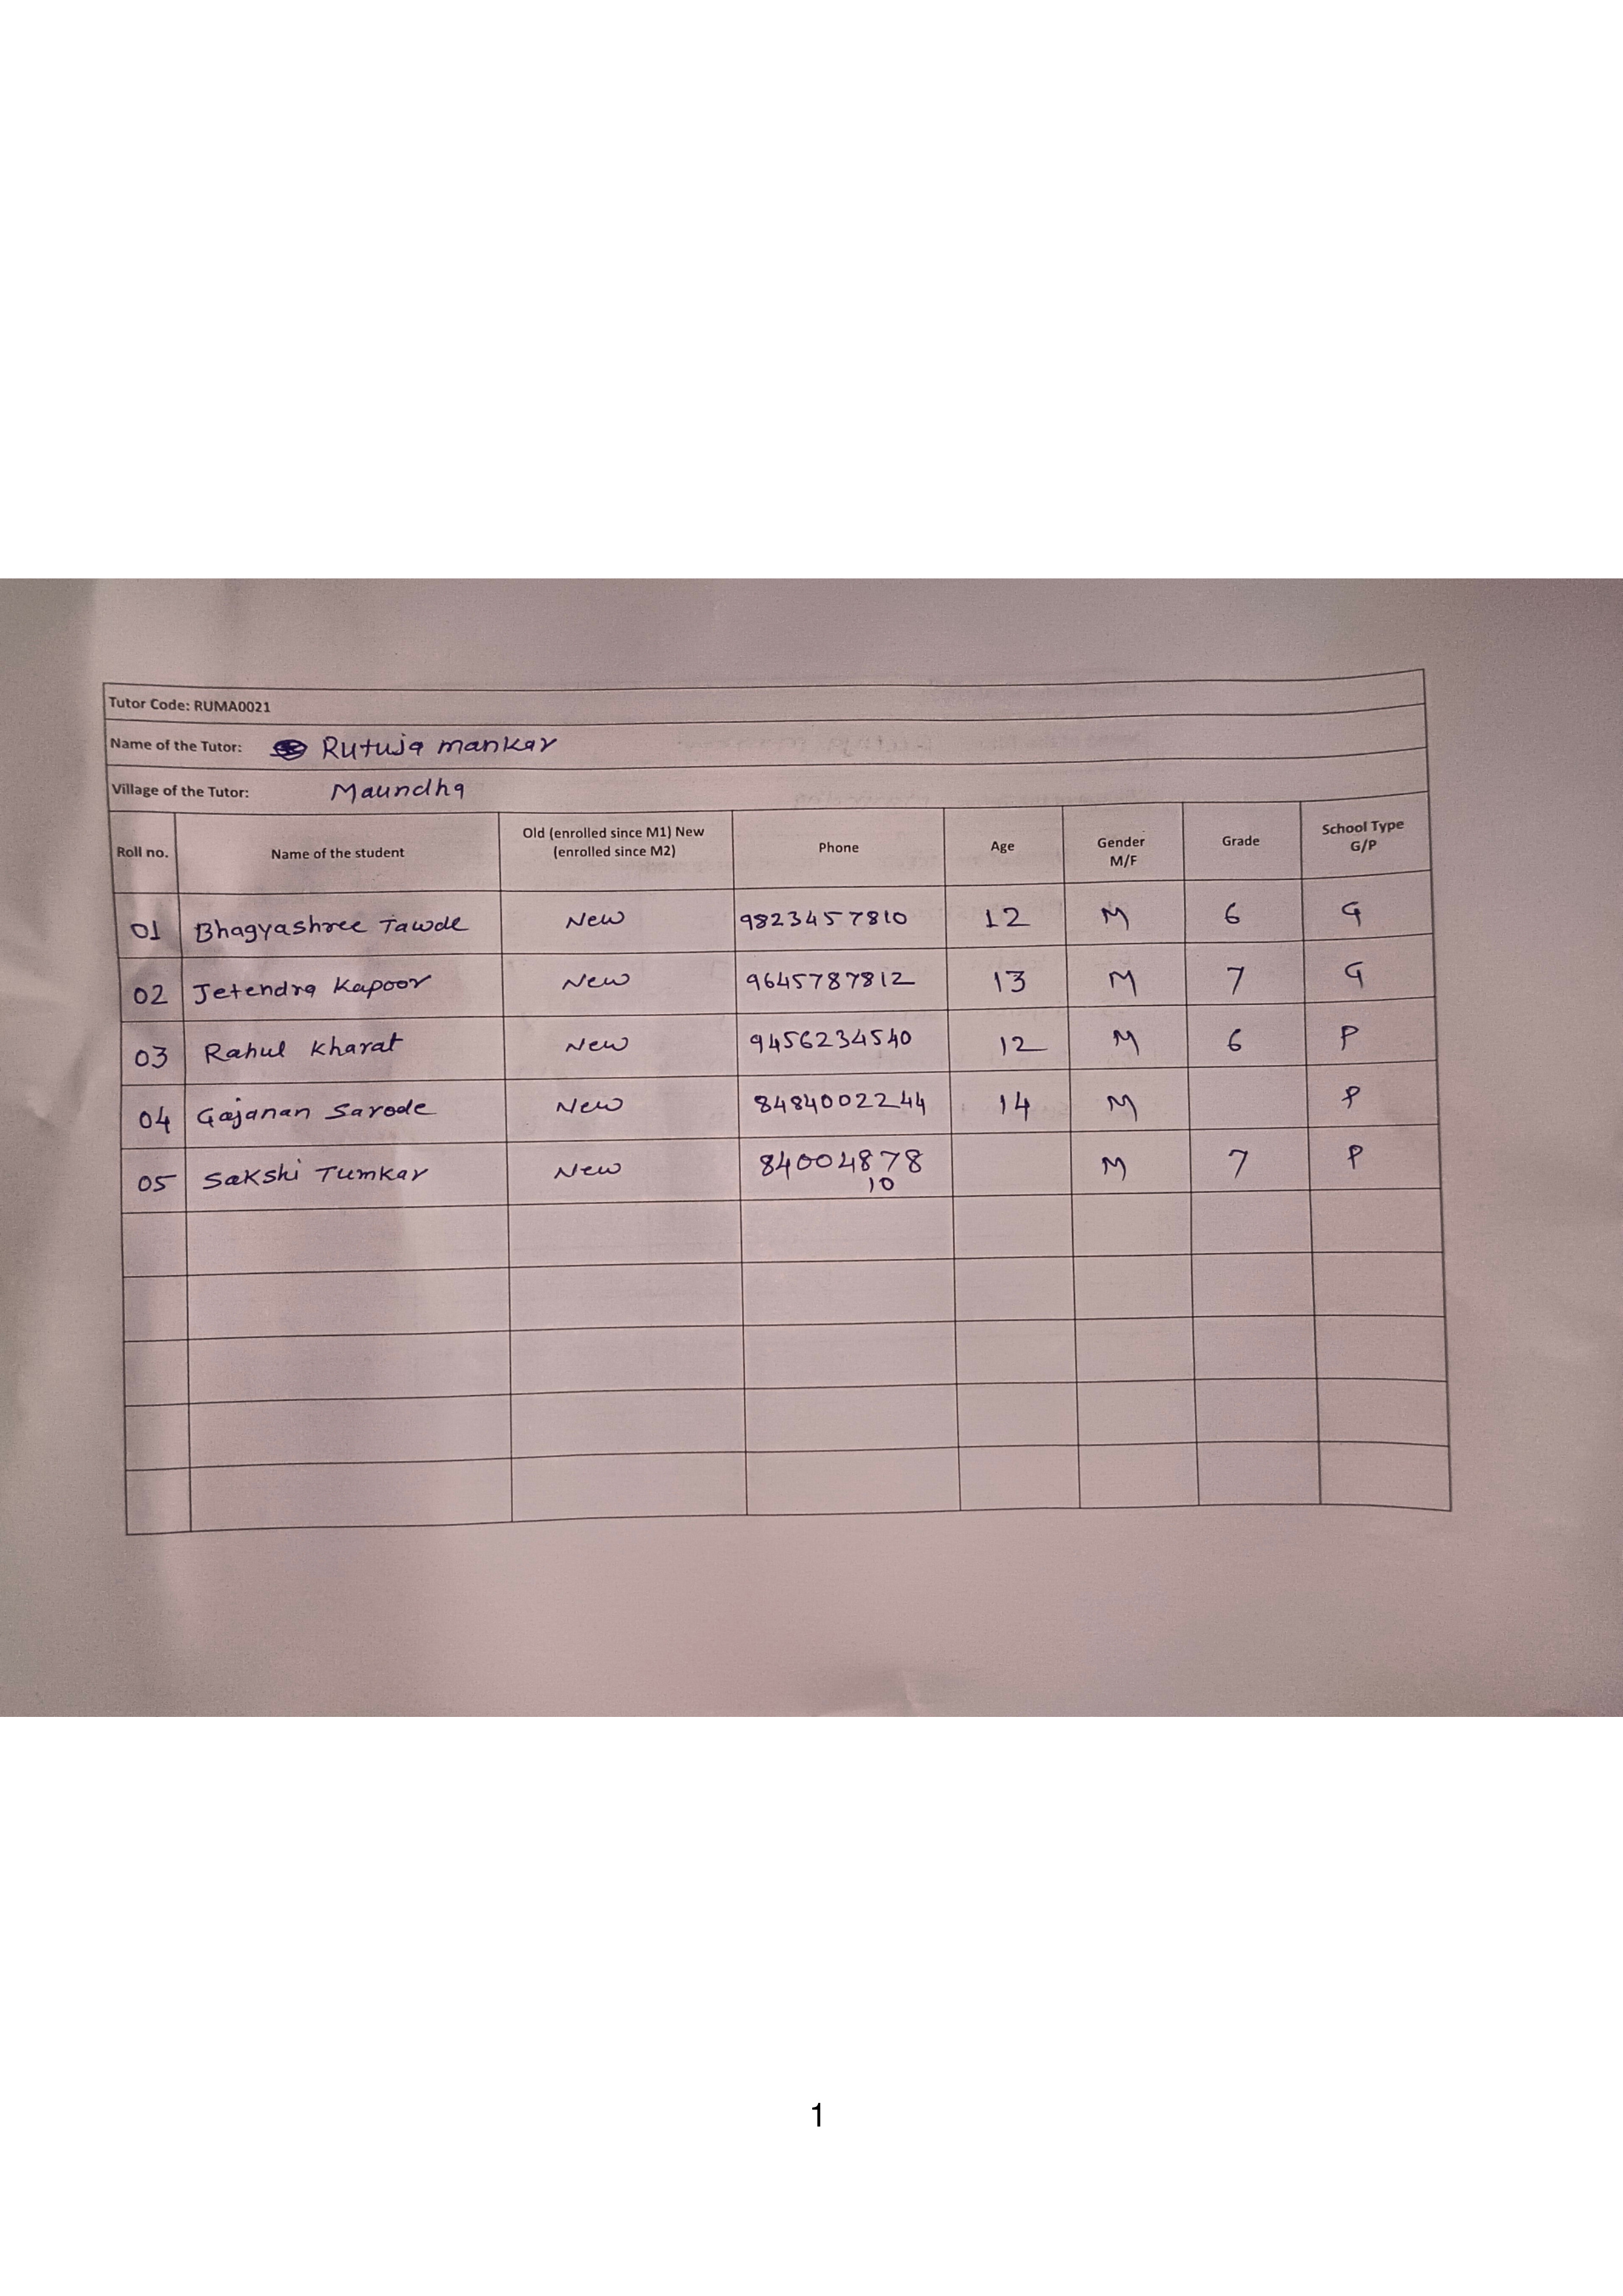 Tutor Code: RUMA0021
Name of the Tutor: Rutuja mankar
Village of the Tutor: Maundha
Roll no. Name of the student Old (enrolled since M1) New (enrolled since M2) Phone Age Gender M/F Grade School Type G/P
01 Bhagyashree Tawde New 9823457810 12 M 6 G
02 Jetendra Kapoor New 9645787812 13 M 7 G
03 Rahul Kharat New 9456234540 12 M 6 P
04 Gajanan Sarode New 8484002244 14 M P
05 Sakshi Tumkar New 84004878 M 7 P
10
1